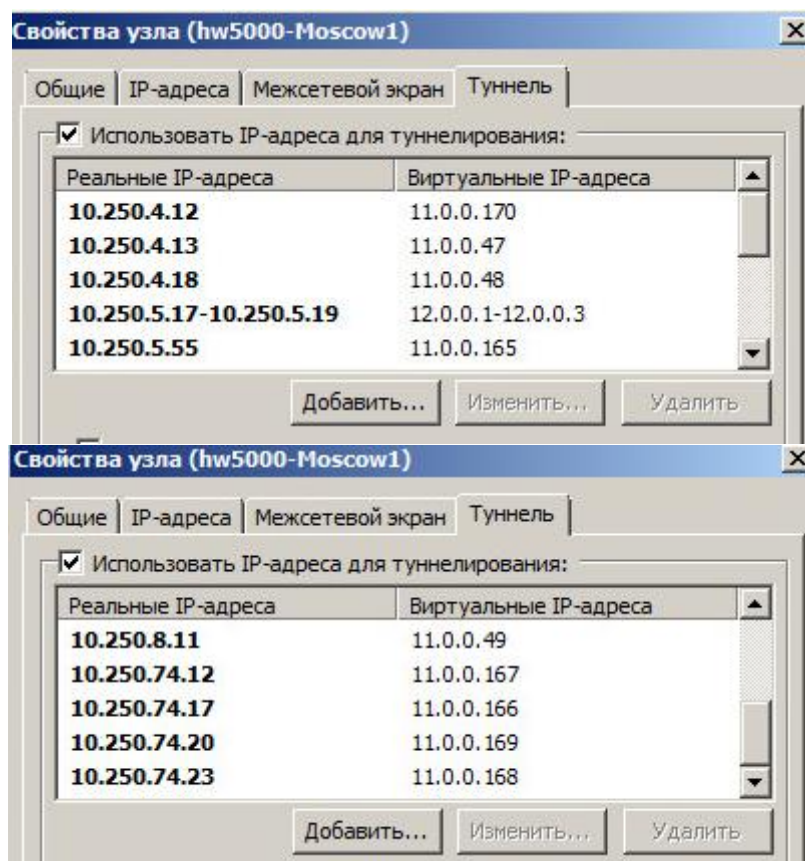 Свойства узла (hw5000-Moscow1)
Общие IP-адреса Межсетевой экран Туннель
Использовать IP-адреса для туннелирования:
Реальные IP-адреса Виртуальные IP-адреса
10.250.4.12 11.0.0.170
10.250.4.13 11.0.0.47
10.250.4.18 11.0.0.48
10.250.5.17-10.250.5.19 12.0.0.1-12.0.0.3
10.250.5.55 11.0.0.165
Добавить... Изменить... Удалить
Свойства узла (hw5000-Moscow1)
Общие IP-адреса Межсетевой экран Туннель
Использовать IP-адреса для туннелирования:
Реальные IP-адреса Виртуальные IP-адреса
10.250.8.11 11.0.0.49
10.250.74.12 11.0.0.167
10.250.74.17 11.0.0.166
10.250.74.20 11.0.0.169
10.250.74.23 11.0.0.168
Добавить... Изменить... Удалить